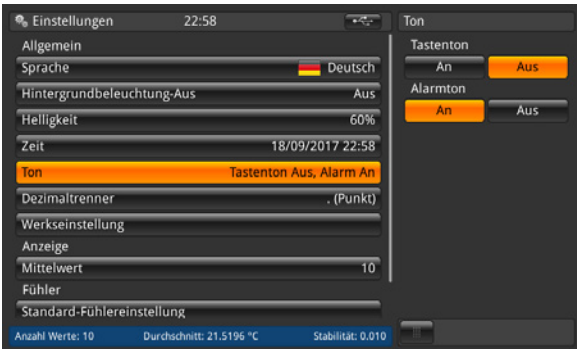 Einstellungen 22:58
Allgemein
Sprache Deutsch
Hintergrundbeleuchtung-Aus Aus
Helligkeit 60%
Zeit 18/09/2017 22:58
Ton Tastenton Aus, Alarm An
Dezimaltrenner . (Punkt)
Werkseinstellung
Anzeige
Mittelwert 10
Fühler
Standard-Fühlereinstellung
Anzahl Werte: 10 Durchschnitt: 21.5196 °C Stabilität: 0.010
Ton
Tastenton
An Aus
Alarmton
An Aus